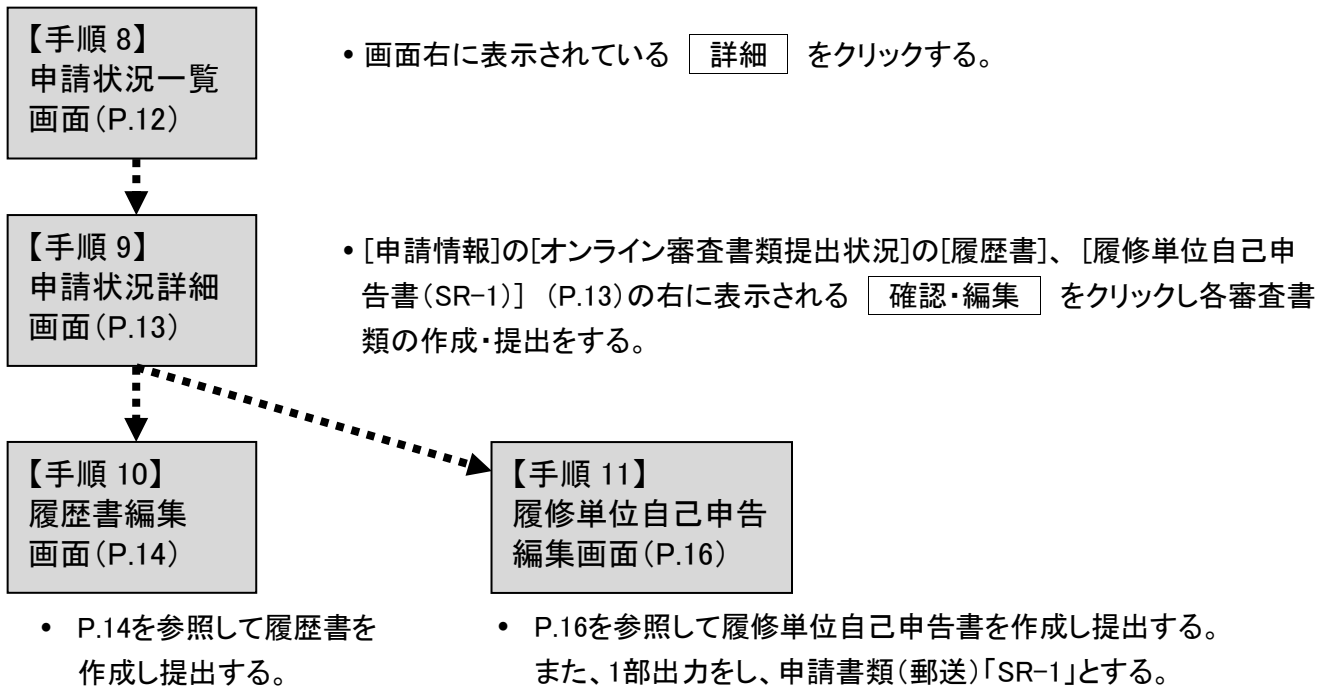 【手順 8】
申請状況一覧
画面(P.12)
• 画面右に表示されている 詳細 をクリックする。
【手順 9】
申請状況詳細
画面(P.13)
• [申請情報]の[オンライン審査書類提出状況]の[履歴書]、[履修単位自己申
告書(SR-1)] (P.13)の右に表示される 確認・編集 をクリックし各審査書
類の作成・提出をする。
【手順 10】
履歴書編集
画面(P.14)
【手順 11】
履修単位自己申告
編集画面(P.16)
• P.14を参照して履歴書を
作成し提出する。
• P.16を参照して履修単位自己申告書を作成し提出する。
また、1部出力をし、申請書類(郵送)「SR-1」とする。